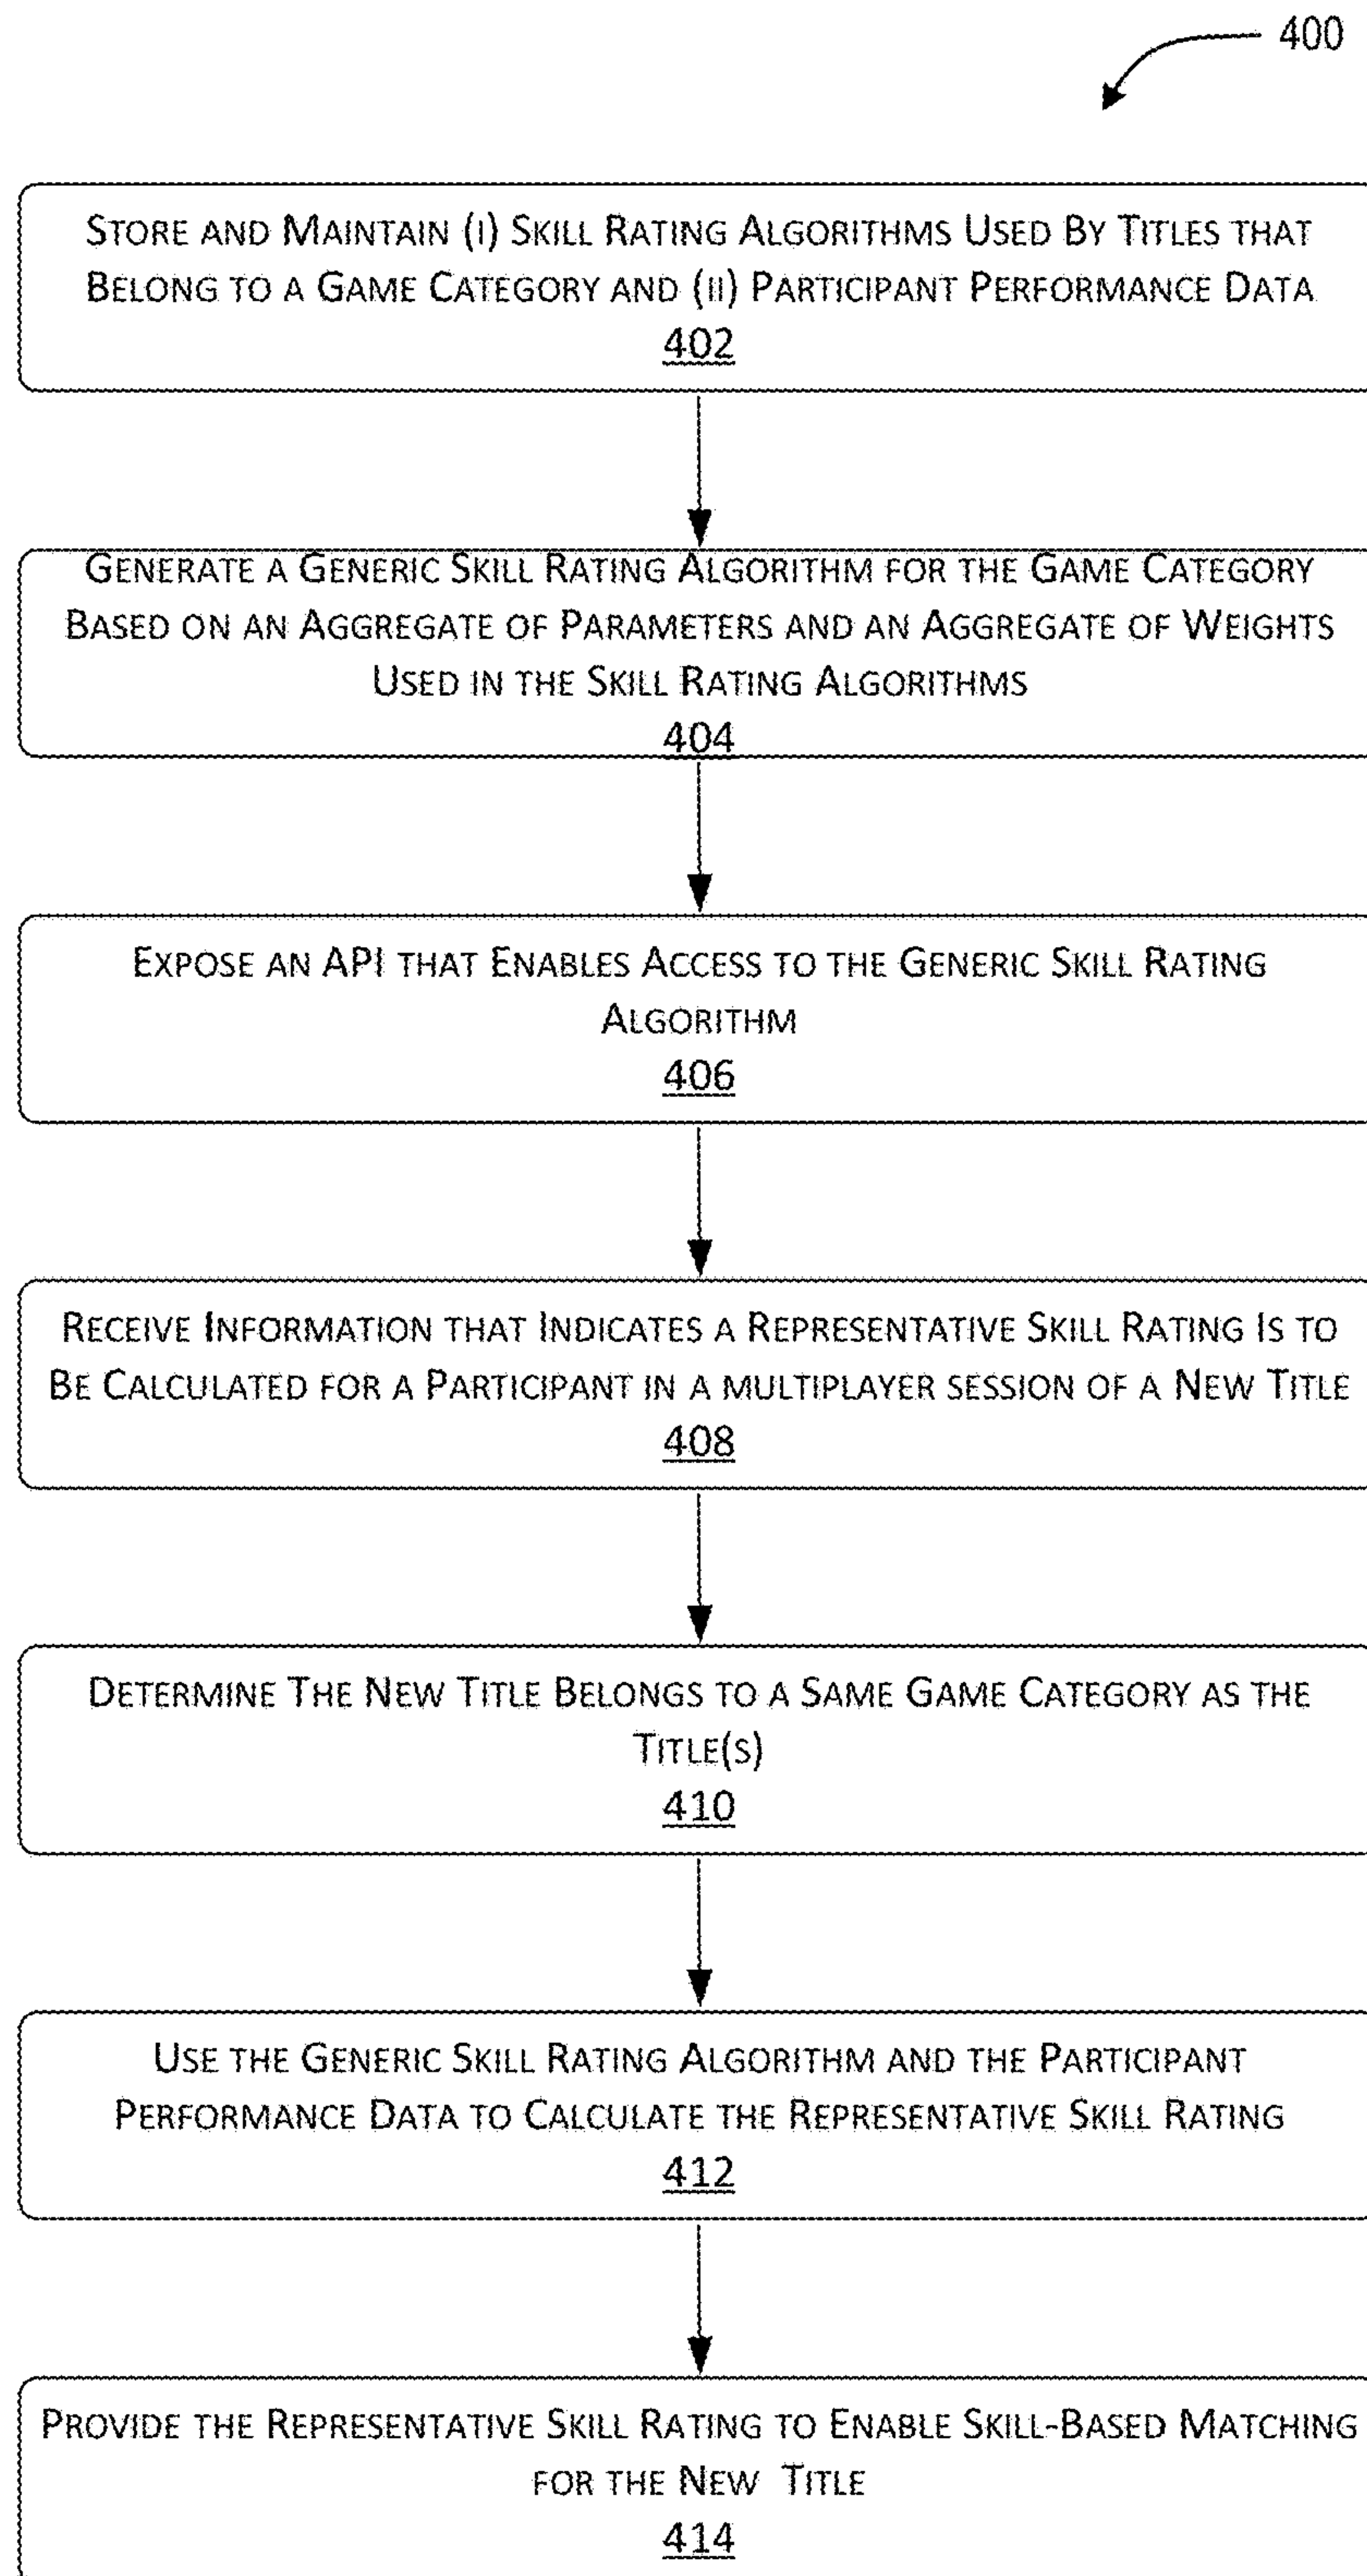 400
STORE AND MAINTAIN (I) SKILL RATING ALGORITHMS USED BY TITLES THAT
BELONG TO A GAME CATEGORY AND (II) PARTICIPANT PERFORMANCE DATA
402
GENERATE A GENERIC SKILL RATING ALGORITHM FOR THE GAME CATEGORY
BASED ON AN AGGREGATE OF PARAMETERS AND AN AGGREGATE OF WEIGHTS
USED IN THE SKILL RATING ALGORITHMS
404
EXPOSE AN API THAT ENABLES ACCESS TO THE GENERIC SKILL RATING
ALGORITHM
406
RECEIVE INFORMATION THAT INDICATES A REPRESENTATIVE SKILL RATING IS TO
BE CALCULATED FOR A PARTICIPANT IN A MULTIPLAYER SESSION OF A NEW TITLE
408
DETERMINE THE NEW TITLE BELONGS TO A SAME GAME CATEGORY AS THE
TITLE(S)
410
USE THE GENERIC SKILL RATING ALGORITHM AND THE PARTICIPANT
PERFORMANCE DATA TO CALCULATE THE REPRESENTATIVE SKILL RATING
412
PROVIDE THE REPRESENTATIVE SKILL RATING TO ENABLE SKILL-BASED MATCHING
FOR THE NEW TITLE
414